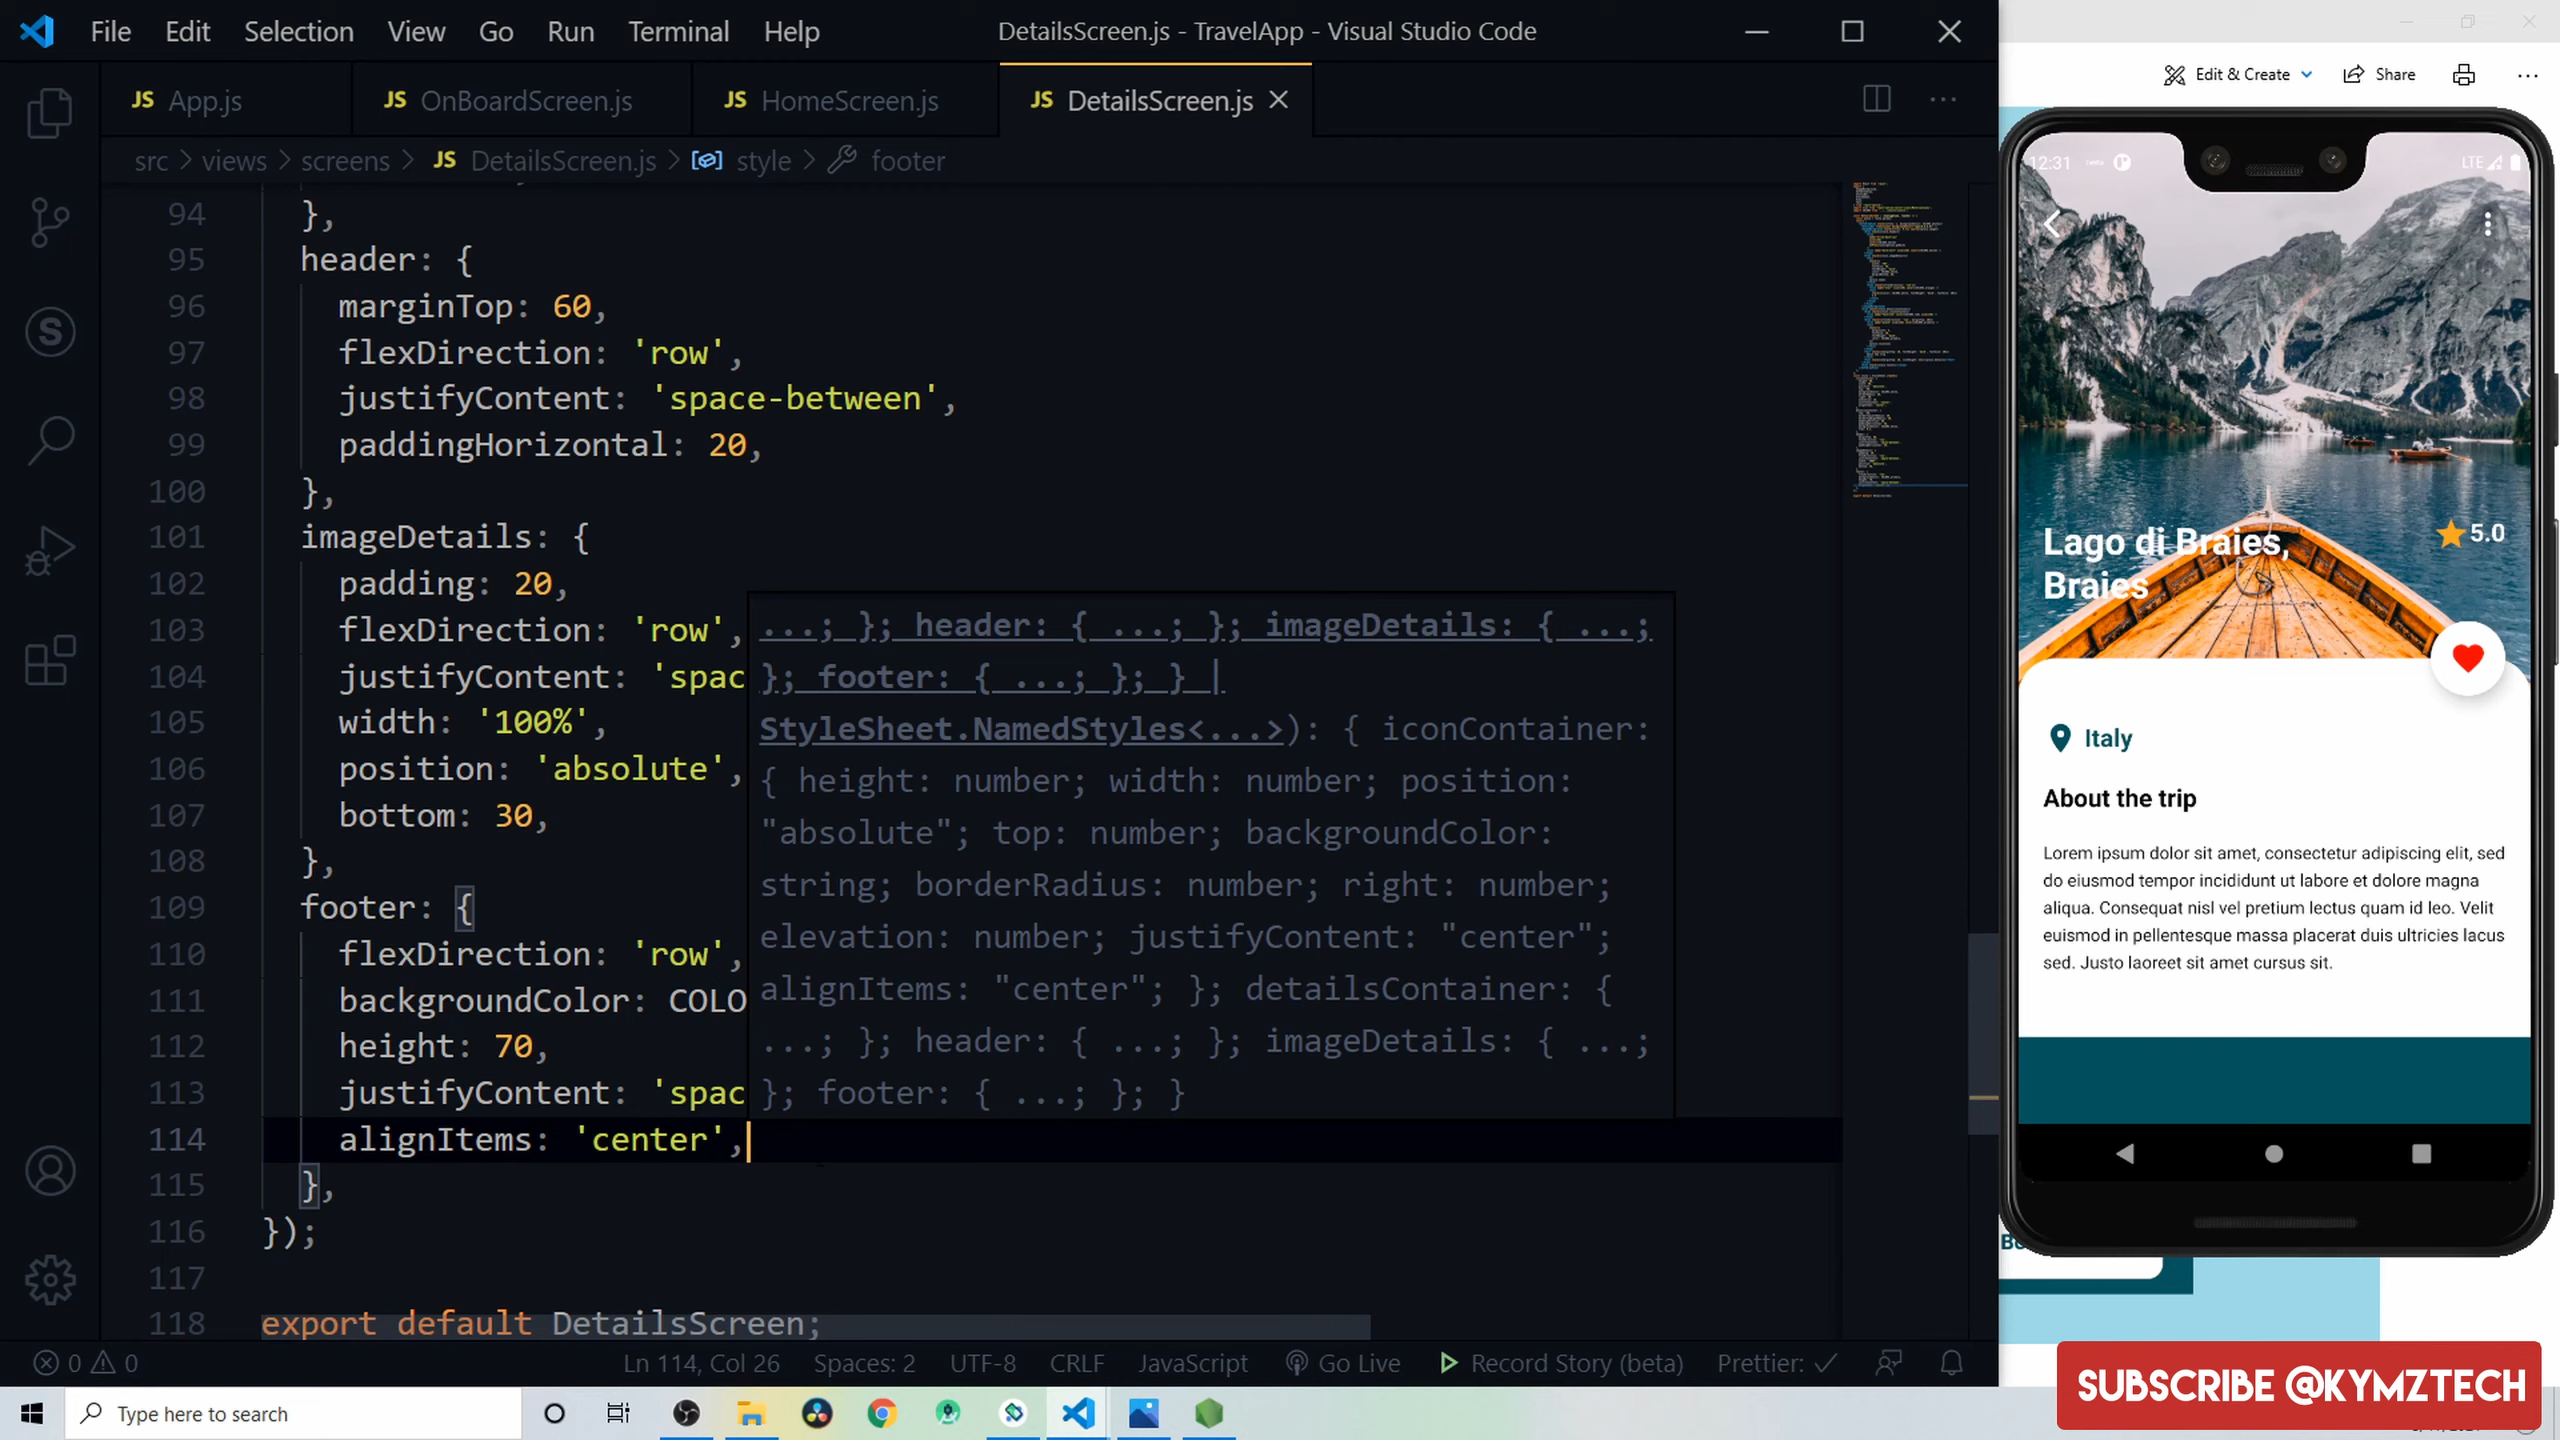 File Edit Selection View Go Run Terminal Help DetailsScreen.js - TravelApp - Visual Studio Code
JS App.js JS OnBoardScreen.js JS HomeScreen.js JS DetailsScreen.js
src > views > screens > JS DetailsScreen.js > style > footer
94 },
95 header: {
96 marginTop: 60,
97 flexDirection: 'row',
98 justifyContent: 'space-between',
99 paddingHorizontal: 20,
100 },
101 imageDetails: {
102 padding: 20,
103 flexDirection: 'row',
104 justifyContent: 'spac
105 width: '100%',
106 position: 'absolute',
107 bottom: 30,
108 },
109 footer: {
110 flexDirection: 'row',
111 backgroundColor: COLO
112 height: 70,
113 justifyContent: 'spac
114 alignItems: 'center',
115 },
116 });
117
118 export default DetailsScreen;
...; }; header: { ...; }; imageDetails: { ...;
}; footer: { ...; }; } |
StyleSheet.NamedStyles<...>): { iconContainer:
{ height: number; width: number; position:
"absolute"; top: number; backgroundColor:
string; borderRadius: number; right: number;
elevation: number; justifyContent: "center";
alignItems: "center"; }; detailsContainer: {
...; }; header: { ...; }; imageDetails: { ...;
}; footer: { ...; }; }
0 0 Ln 114, Col 26 Spaces: 2 UTF-8 CRLF JavaScript Go Live Record Story (beta) Prettier: ✓
Type here to search
Edit & Create Share
12:31 LTE
Lago di Braies,
Braies
5.0
Italy
About the trip
Lorem ipsum dolor sit amet, consectetur adipiscing elit, sed
do eiusmod tempor incididunt ut labore et dolore magna
aliqua. Consequat nisl vel pretium lectus quam id leo. Velit
euismod in pellentesque massa placerat duis ultricies lacus
sed. Justo laoreet sit amet cursus sit.
SUBSCRIBE @KYMZTECH